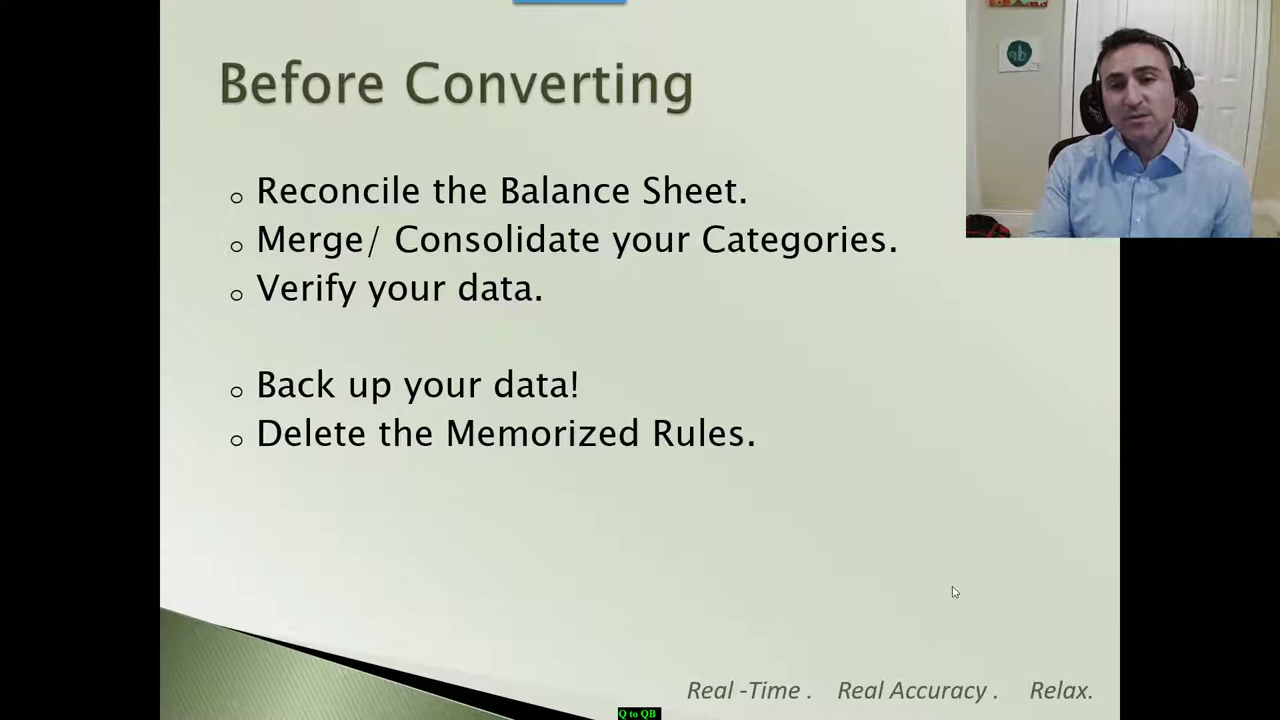 Before Converting
Reconcile the Balance Sheet.
Merge/ Consolidate your Categories.
Verify your data.
Back up your data!
Delete the Memorized Rules.
Real -Time . Real Accuracy . Relax.
Q to QB
qb